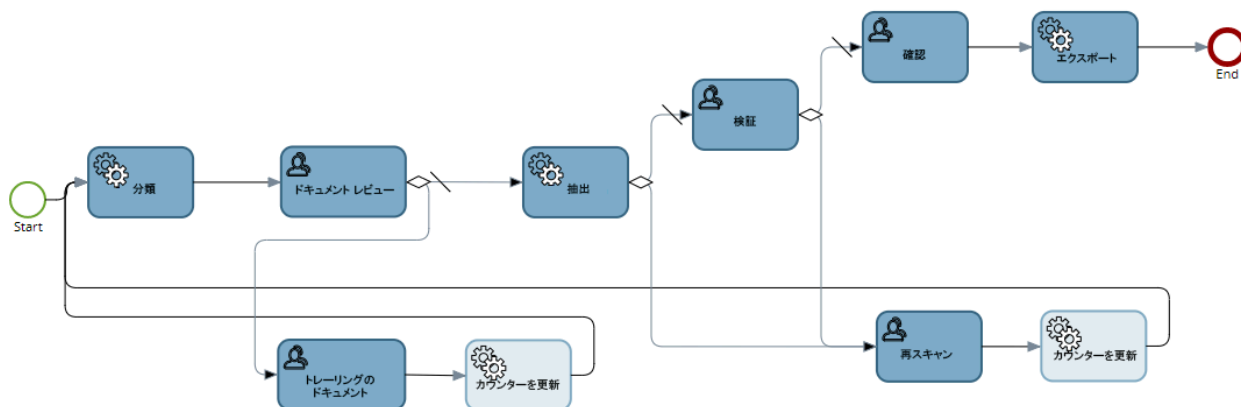 確認
エクスポート
End
検証
分類
ドキュメント レビュー
抽出
Start
トレーリングの
ドキュメント
カウンターを更新
再スキャン
カウンターを更新